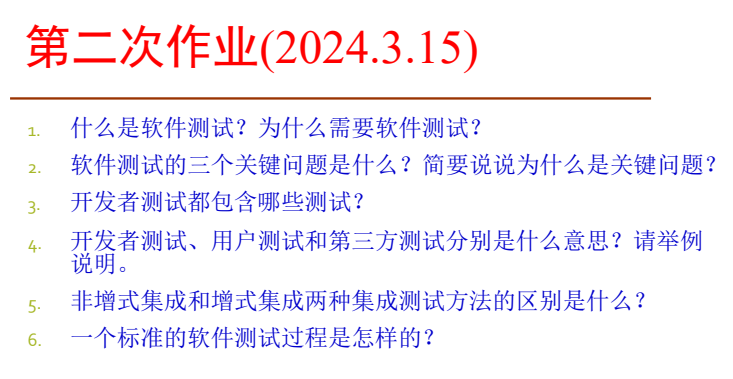 第二次作业(2024.3.15)
1. 什么是软件测试？为什么需要软件测试？
2. 软件测试的三个关键问题是什么？简要说说为什么是关键问题？
3. 开发者测试都包含哪些测试？
4. 开发者测试、用户测试和第三方测试分别是什么意思？请举例
说明。
5. 非增式集成和增式集成两种集成测试方法的区别是什么？
6. 一个标准的软件测试过程是怎样的？